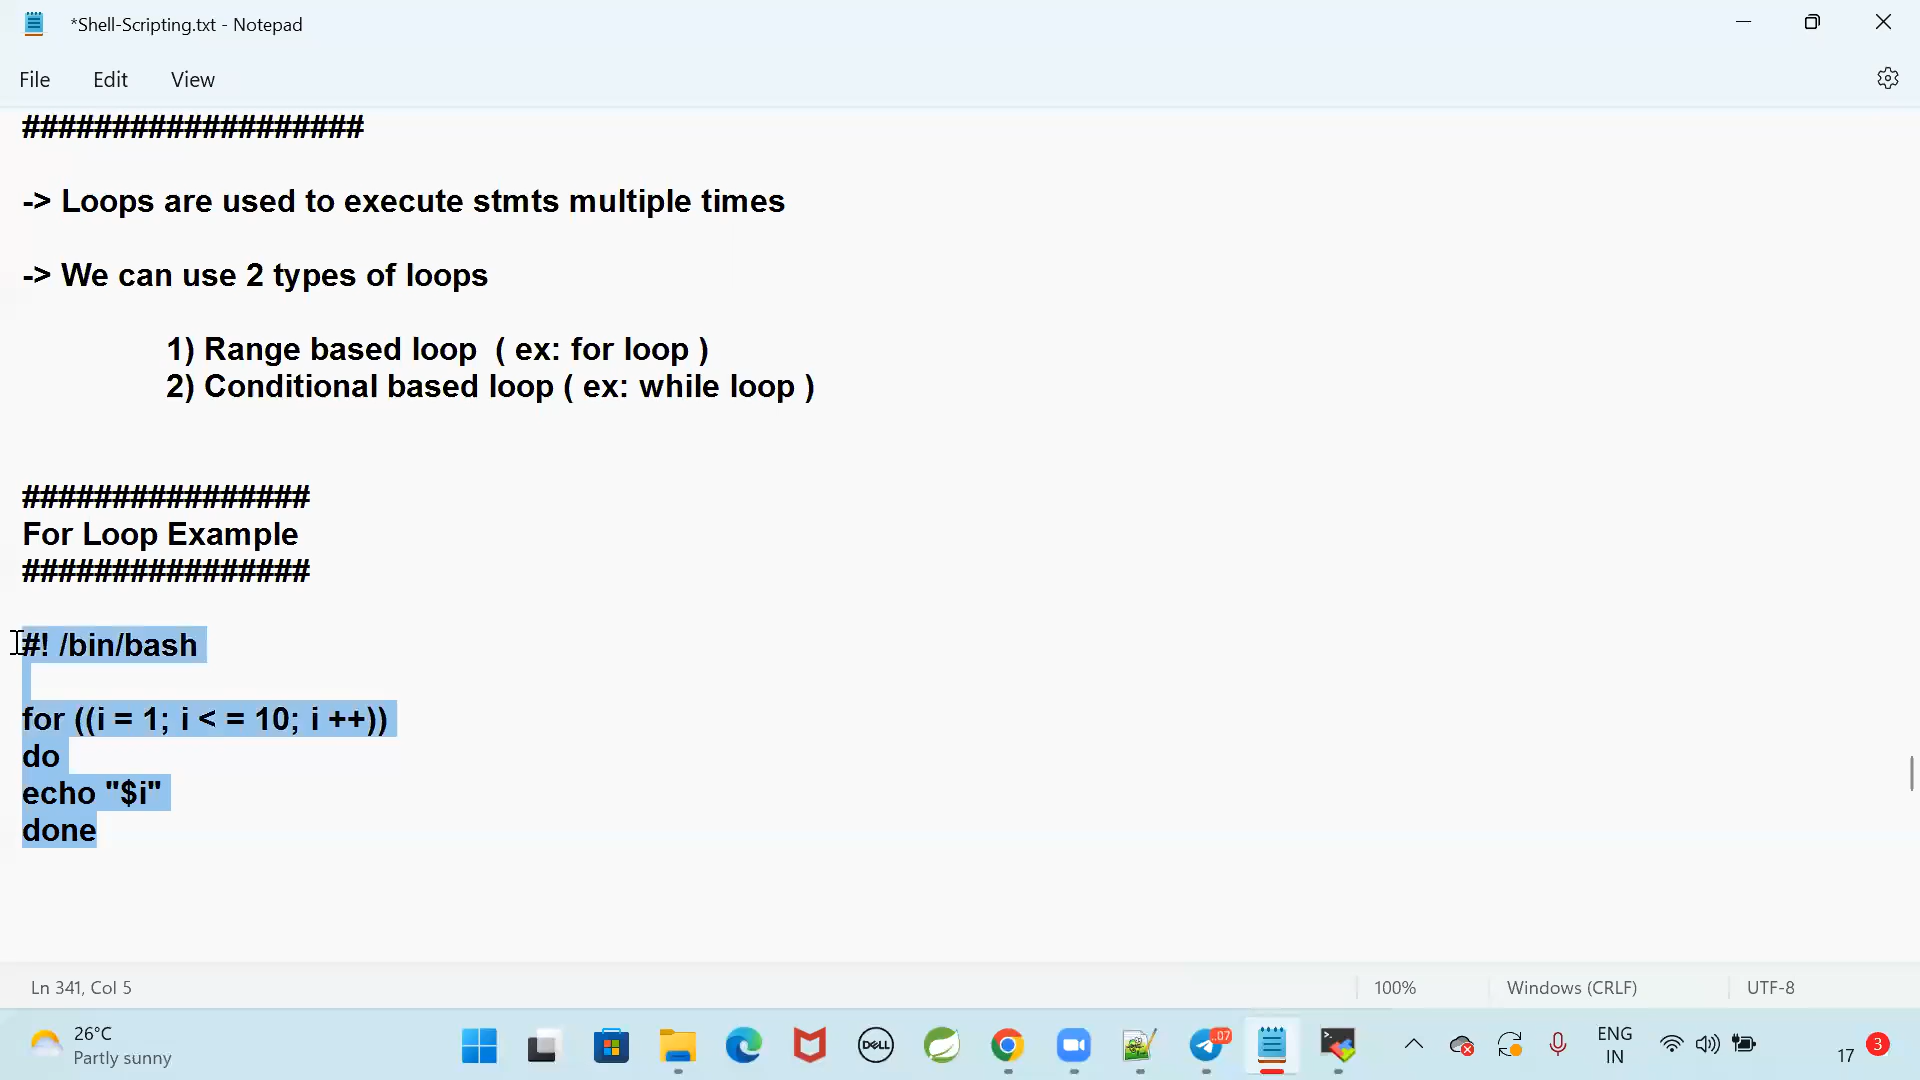 *Shell-Scripting.txt - Notepad
File Edit View
###################
-> Loops are used to execute stmts multiple times
-> We can use 2 types of loops
1) Range based loop ( ex: for loop )
2) Conditional based loop ( ex: while loop )
################
For Loop Example
################
#! /bin/bash
for ((i = 1; i < = 10; i ++))
do
echo "$i"
done
Ln 341, Col 5 100% Windows (CRLF) UTF-8
26°C
Partly sunny
DELL
..07
ENG
IN
17
3